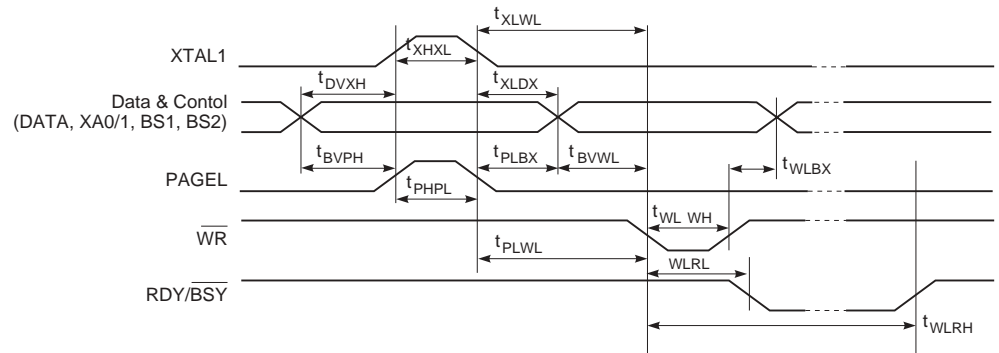 tXLWL
XTAL1
tXHXL
tDVXH
tXLDX
Data & Contol
(DATA, XA0/1, BS1, BS2)
tBVPH
tPLBX
tBVWL
tWLBX
PAGEL
tPHPL
tWL WH
WR
tPLWL
WLRL
RDY/BSY
tWLRH